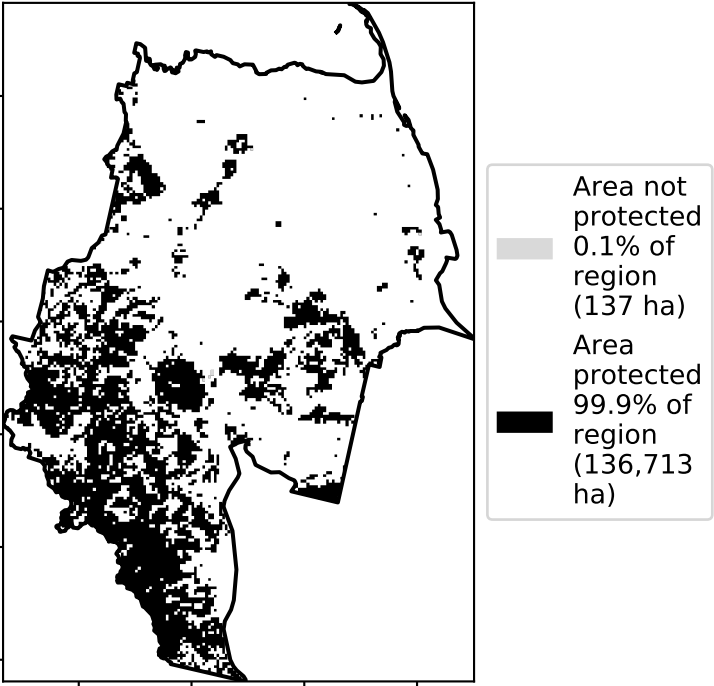 Area not
protected
0.1% of
region
(137 ha)
Area
protected
99.9% of
region
(136,713
ha)